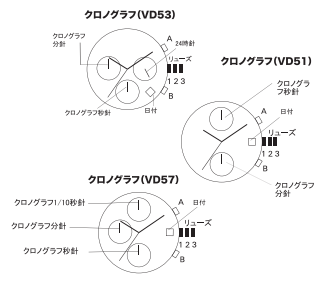 クロノグラフ(VD53)
クロノグラフ
分針
A
24時針
リューズ
1 2 3
B
クロノグラフ秒針
日付
クロノグラフ(VD51)
クロノグラ
フ秒針
A
日付
リューズ
1 2 3
B
クロノグラフ
分針
クロノグラフ(VD57)
クロノグラフ1/10秒針
A
日付
クロノグラフ分針
リューズ
1 2 3
クロノグラフ秒針
B